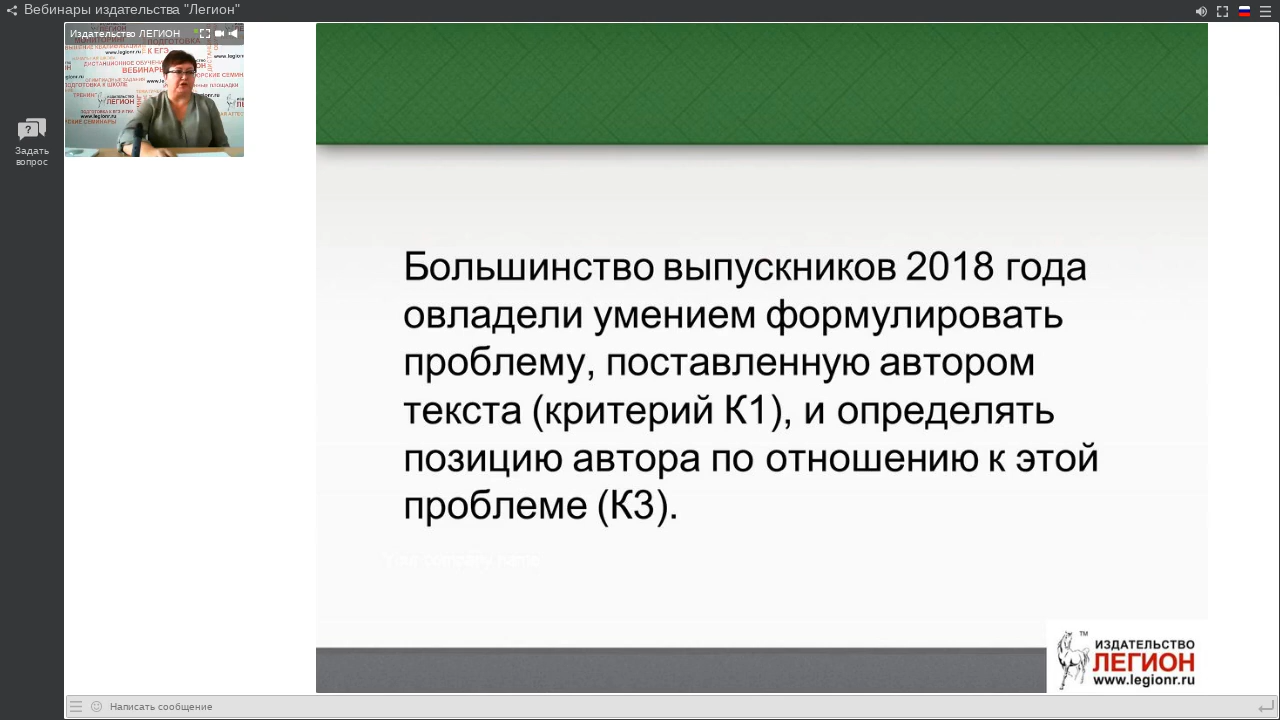 Вебинары издательства "Легион"
Издательство ЛЕГИОН
Задать
вопрос
Большинство выпускников 2018 года
овладели умением формулировать
проблему, поставленную автором
текста (критерий К1), и определять
позицию автора по отношению к этой
проблеме (К3).
TM
ИЗДАТЕЛЬСТВО
ЛЕГИОН
www.legionr.ru
Написать сообщение